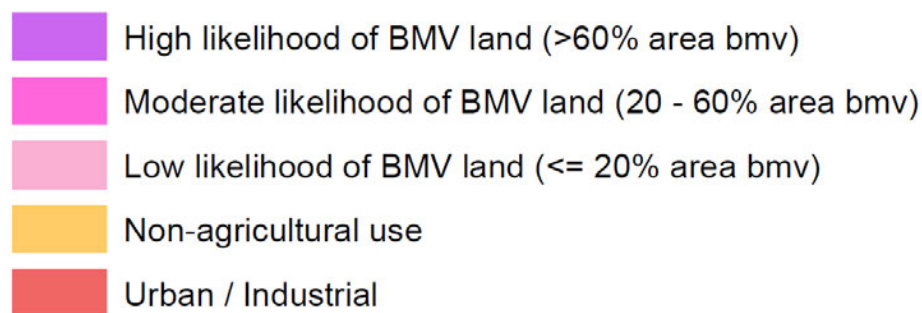 High likelihood of BMV land (>60% area bmv)
Moderate likelihood of BMV land (20 - 60% area bmv)
Low likelihood of BMV land (<= 20% area bmv)
Non-agricultural use
Urban / Industrial